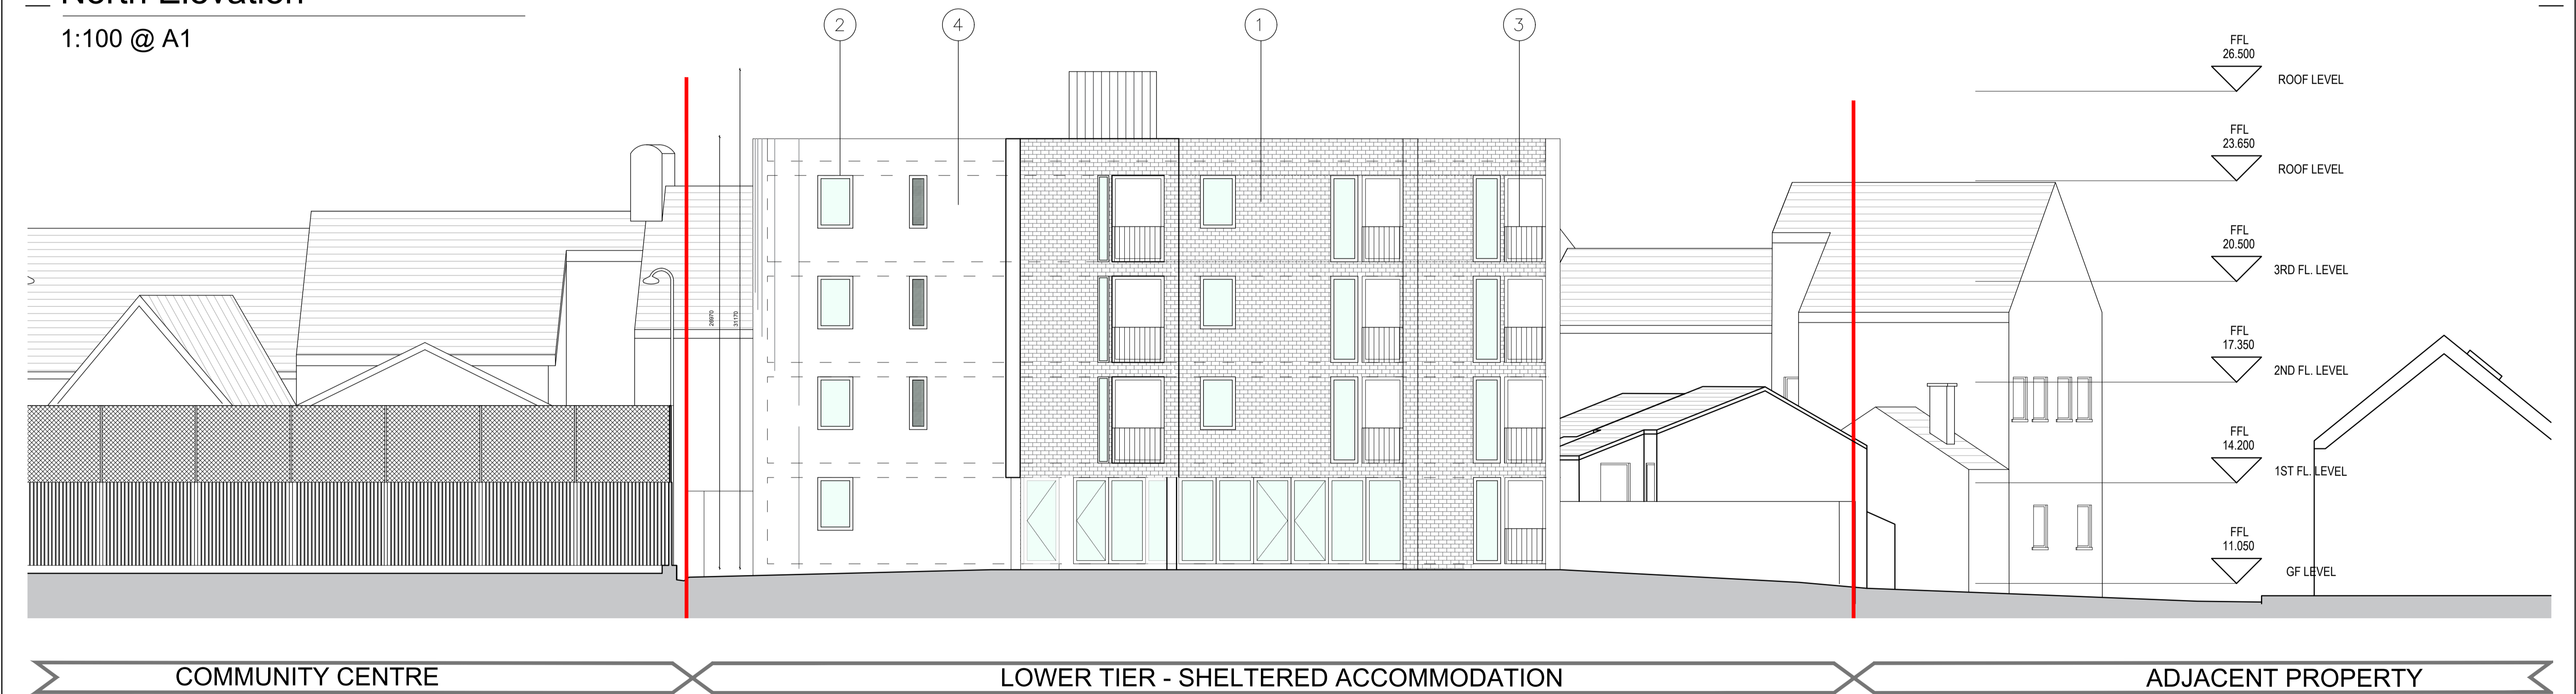 North Elevation
1:100 @ A1
2
4
1
3
FFL
26.500
ROOF LEVEL
FFL
23.650
ROOF LEVEL
FFL
20.500
3RD FL. LEVEL
FFL
17.350
2ND FL. LEVEL
FFL
14.200
1ST FL. LEVEL
FFL
11.050
GF LEVEL
31170
COMMUNITY CENTRE
LOWER TIER - SHELTERED ACCOMMODATION
ADJACENT PROPERTY